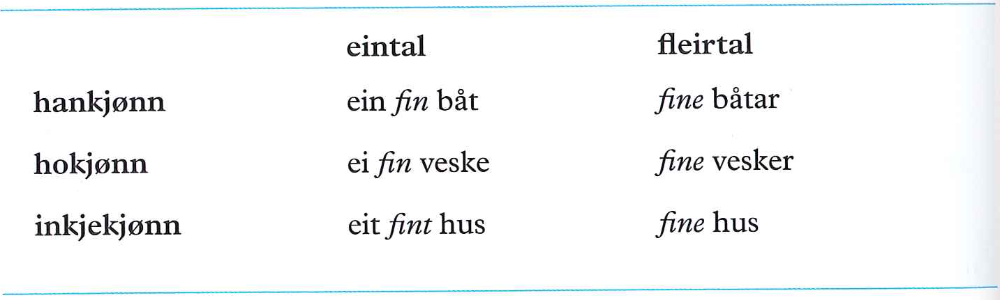 eintal fleirtal
hankjønn ein fin båt fine båtar
hokjønn ei fin veske fine vesker
inkjekjønn eit fint hus fine hus